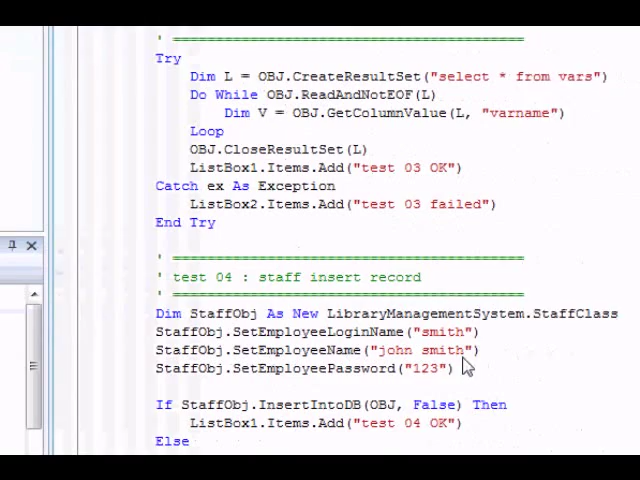 ' =========================================
Try
Dim L = OBJ.CreateResultSet("select * from vars")
Do While OBJ.ReadAndNotEOF(L)
Dim V = OBJ.GetColumnValue(L, "varname")
Loop
OBJ.CloseResultSet(L)
ListBox1.Items.Add("test 03 OK")
Catch ex As Exception
ListBox2.Items.Add("test 03 failed")
End Try
' =========================================
' test 04 : staff insert record
' =========================================
Dim StaffObj As New LibraryManagementSystem.StaffClass
StaffObj.SetEmployeeLoginName("smith")
StaffObj.SetEmployeeName("john smith")
StaffObj.SetEmployeePassword("123")
If StaffObj.InsertIntoDB(OBJ, False) Then
ListBox1.Items.Add("test 04 OK")
Else